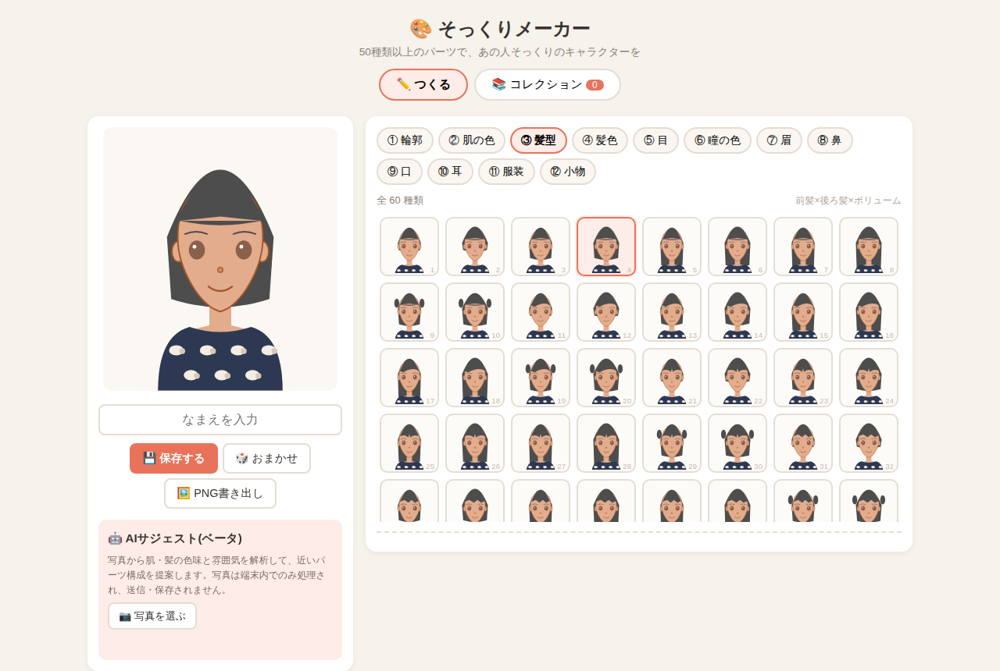 🎨 そっくりメーカー
50種類以上のパーツで、あの人そっくりのキャラクターを
✏️ つくる
📚 コレクション 0
なまえを入力
💾 保存する
🎲 おまかせ
🖼️ PNG書き出し
🤖 AIサジェスト(ベータ)
写真から肌・髪の色味と雰囲気を解析して、近いパ
ーツ構成を提案します。写真は端末内でのみ処理さ
れ、送信・保存されません。
📷 写真を選ぶ
① 輪郭 ② 肌の色 ③ 髪型 ④ 髪色 ⑤ 目 ⑥ 瞳の色 ⑦ 眉 ⑧ 鼻
⑨ 口 ⑩ 耳 ⑪ 服装 ⑫ 小物
全 60 種類
前髪×後ろ髪×ボリューム
1 2 3 4 5 6 7 8
9 10 11 12 13 14 15 16
17 18 19 20 21 22 23 24
25 26 27 28 29 30 31 32